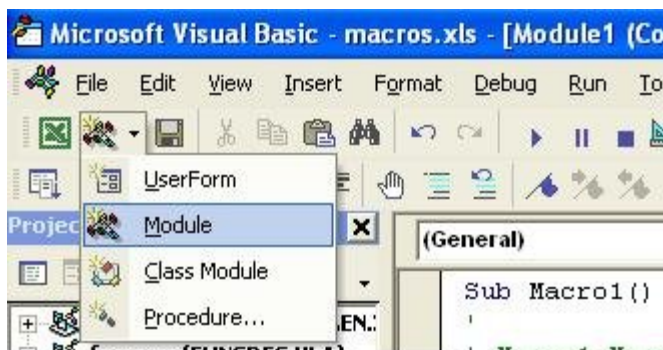 Microsoft Visual Basic - macros.xls - [Module1 (Co
File Edit View Insert Format Debug Run To
UserForm
Projec
Module
(General)
Class Module
Sub Macro1()
Procedure...
.EN.: